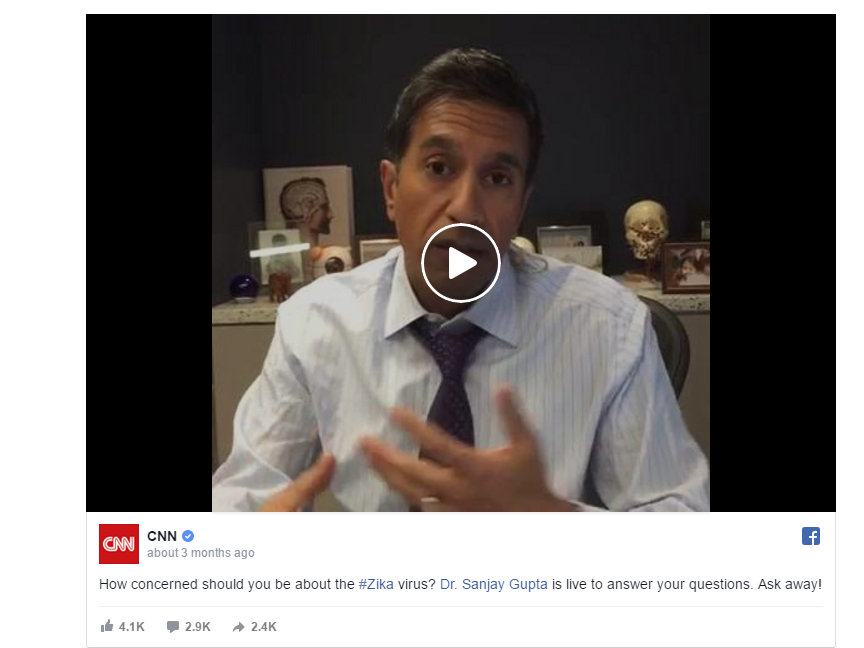 CNN
CNN
about 3 months ago
How concerned should you be about the #Zika virus? Dr. Sanjay Gupta is live to answer your questions. Ask away!
4.1K 2.9K 2.4K